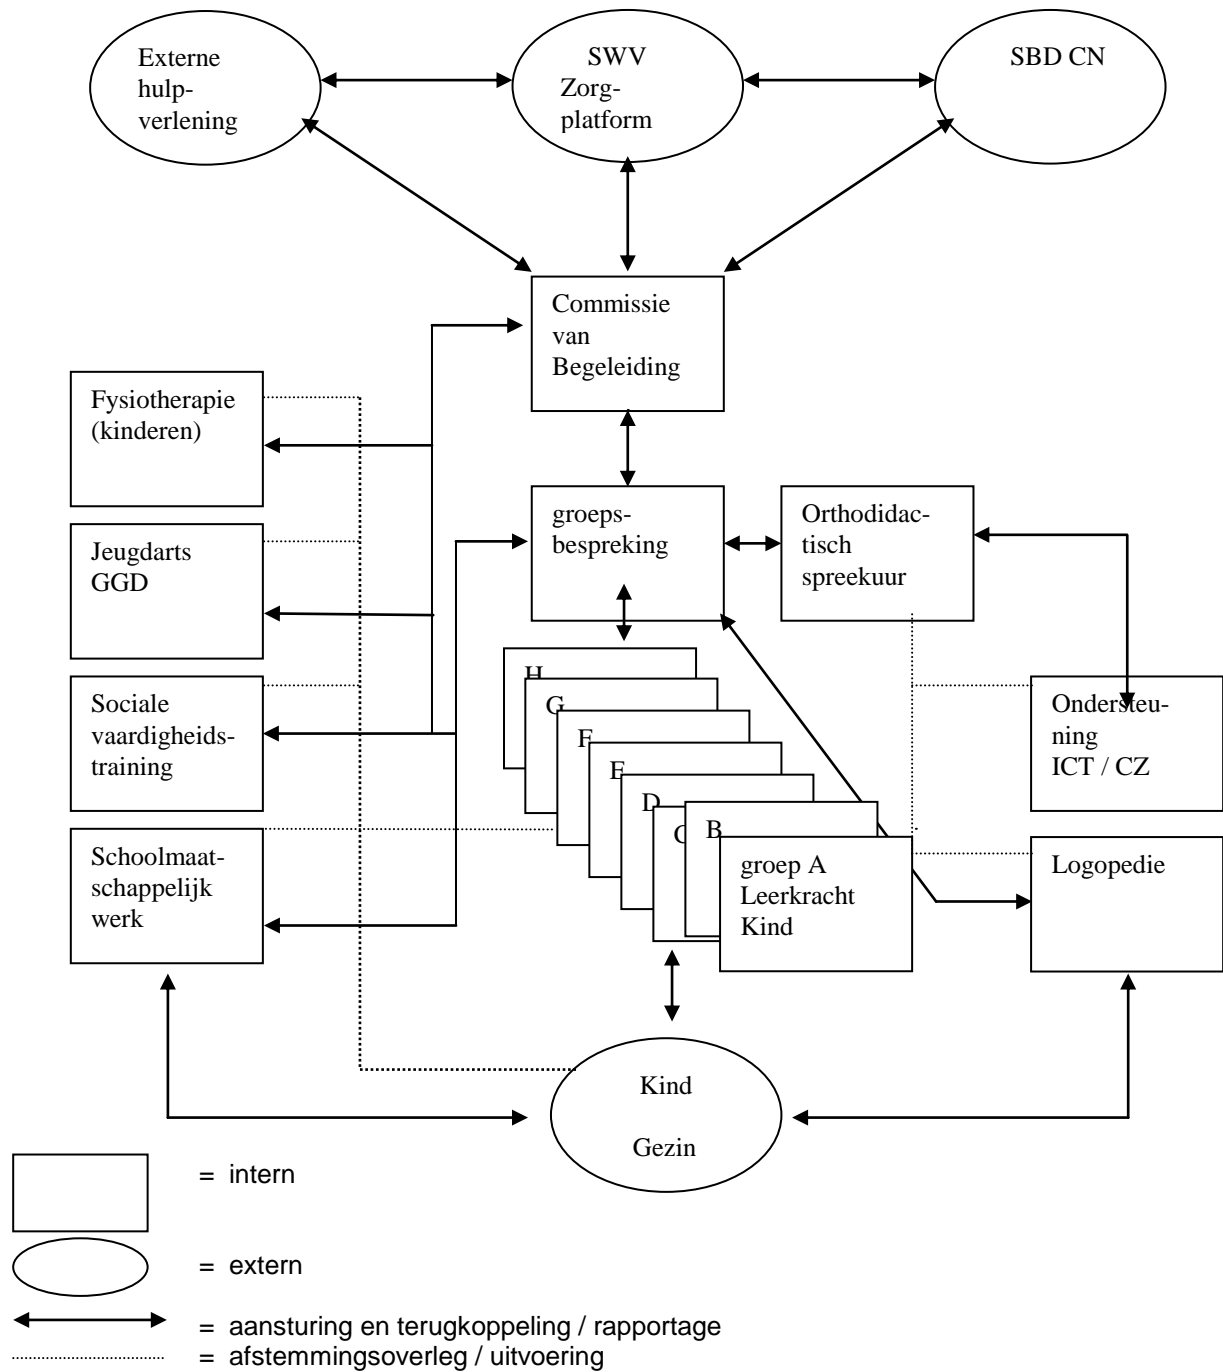 Externe
hulp-
verlening
SWV
Zorg-
platform
SBD CN
Commissie
van
Begeleiding
Fysiotherapie
(kinderen)
groeps-
bespreking
Orthodidac-
tisch
spreekuur
Jeugdarts
GGD
H
G
F
E
D
C
B
groep A
Leerkracht
Kind
Sociale
vaardigheids-
training
Ondersteu-
ning
ICT / CZ
Schoolmaat-
schappelijk
werk
Logopedie
Kind
Gezin
= intern
= extern
= aansturing en terugkoppeling / rapportage
= afstemmingsoverleg / uitvoering